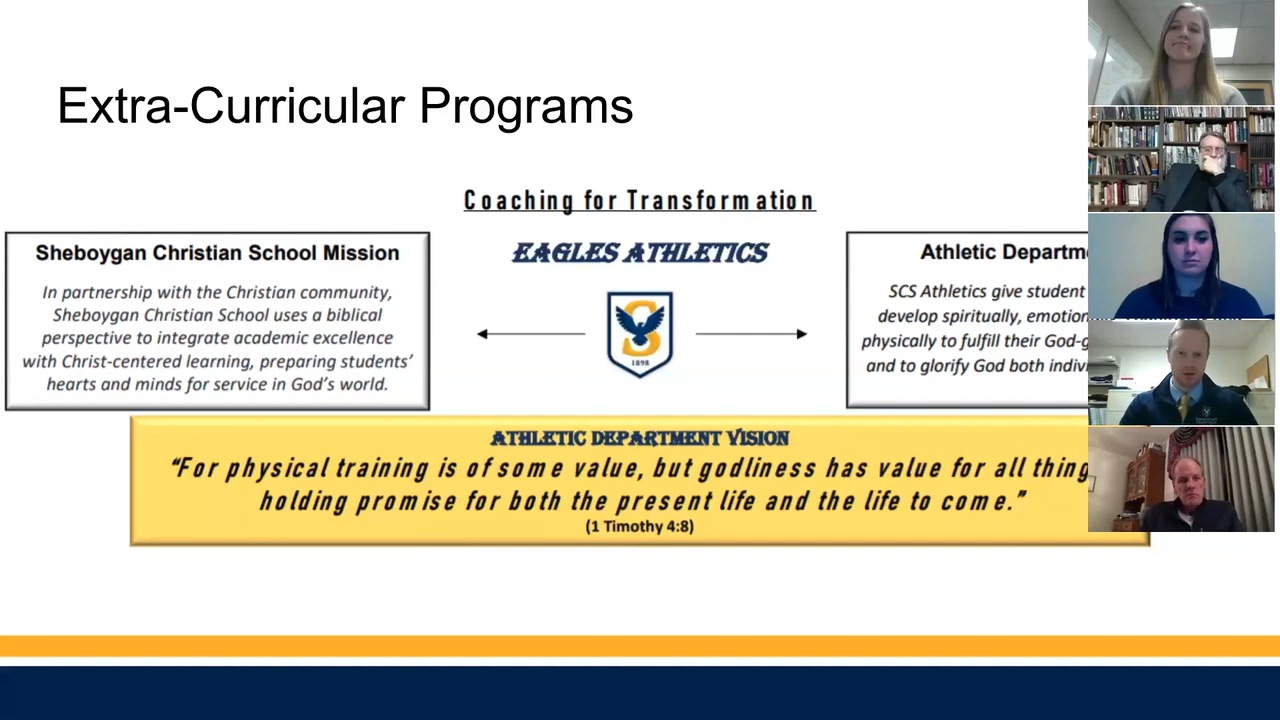 Extra-Curricular Programs
Coaching for Transformation
Sheboygan Christian School Mission
In partnership with the Christian community,
Sheboygan Christian School uses a biblical
perspective to integrate academic excellence
with Christ-centered learning, preparing students'
hearts and minds for service in God's world.
EAGLES ATHLETICS
S
1898
Athletic Departm
SCS Athletics give student
develop spiritually, emotion
physically to fulfill their God-g
and to glorify God both indiv
ATHLETIC DEPARTMENT VISION
“For physical training is of some value, but godliness has value for all thing
holding promise for both the present life and the life to come.”
(1 Timothy 4:8)